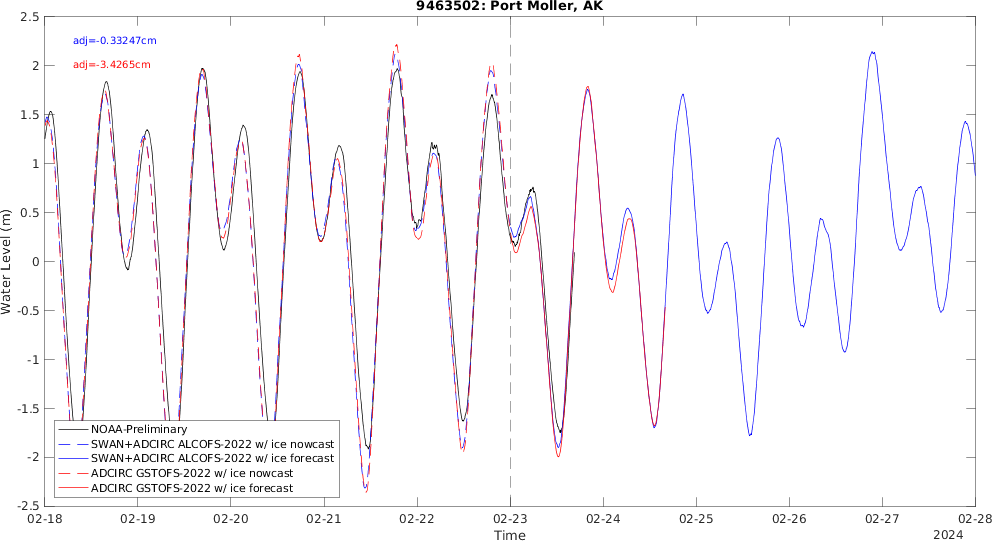 9463502: Port Moller, AK
adj=-0.33247cm
adj=-3.4265cm
Water Level (m)
2.5
2
1.5
1
0.5
0
-0.5
-1
-1.5
-2
-2.5
NOAA-Preliminary
SWAN+ADCIRC ALCOFS-2022 w/ ice nowcast
SWAN+ADCIRC ALCOFS-2022 w/ ice forecast
ADCIRC GSTOFS-2022 w/ ice nowcast
ADCIRC GSTOFS-2022 w/ ice forecast
02-18 02-19 02-20 02-21 02-22 02-23 02-24 02-25 02-26 02-27 02-28
Time
2024